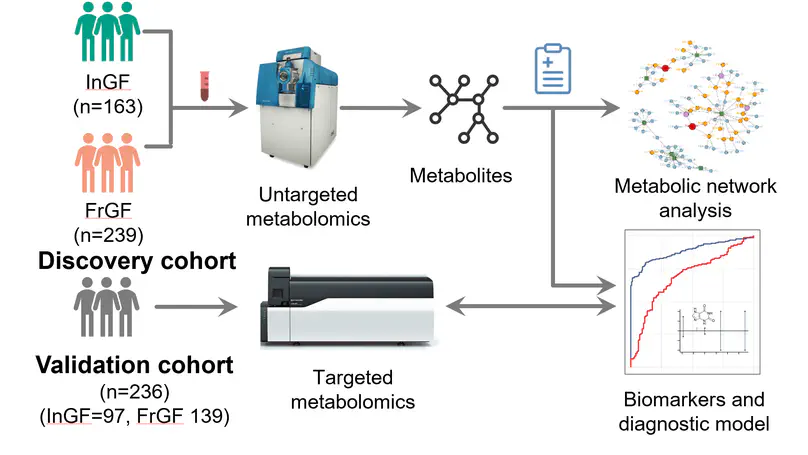 InGF
(n=163)
FrGF
(n=239)
Discovery cohort
Untargeted
metabolomics
Metabolites
Metabolic network
analysis
Validation cohort
(n=236)
(InGF=97, FrGF 139)
Targeted
metabolomics
Biomarkers and
diagnostic model